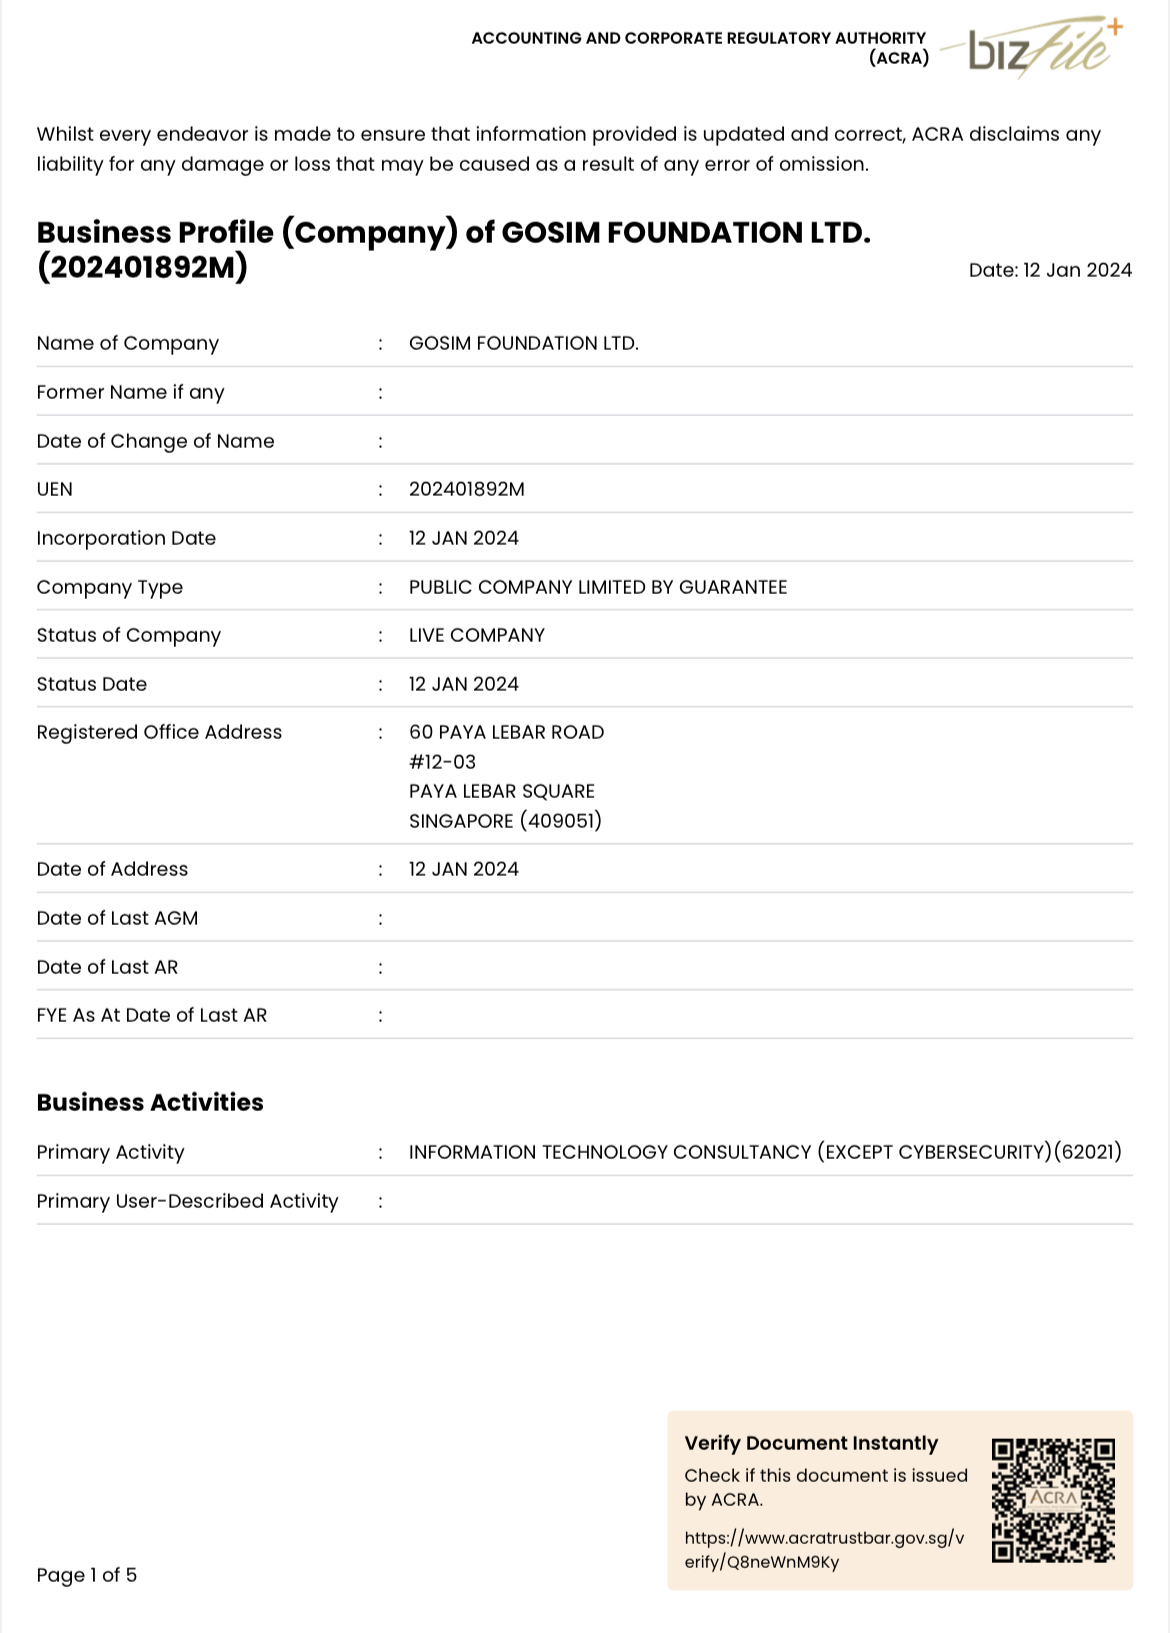 ACCOUNTING AND CORPORATE REGULATORY AUTHORITY
(ACRA)
bizfile+
Whilst every endeavor is made to ensure that information provided is updated and correct, ACRA disclaims any
liability for any damage or loss that may be caused as a result of any error of omission.
Business Profile (Company) of GOSIM FOUNDATION LTD.
(202401892M)
Date: 12 Jan 2024
Name of Company : GOSIM FOUNDATION LTD.
Former Name if any :
Date of Change of Name :
UEN : 202401892M
Incorporation Date : 12 JAN 2024
Company Type : PUBLIC COMPANY LIMITED BY GUARANTEE
Status of Company : LIVE COMPANY
Status Date : 12 JAN 2024
Registered Office Address : 60 PAYA LEBAR ROAD
#12-03
PAYA LEBAR SQUARE
SINGAPORE (409051)
Date of Address : 12 JAN 2024
Date of Last AGM :
Date of Last AR :
FYE As At Date of Last AR :
Business Activities
Primary Activity : INFORMATION TECHNOLOGY CONSULTANCY (EXCEPT CYBERSECURITY)(62021)
Primary User-Described Activity :
Verify Document Instantly
Check if this document is issued
by ACRA.
https://www.acratrustbar.gov.sg/v
erify/Q8neWnM9Ky
ACRA
Page 1 of 5